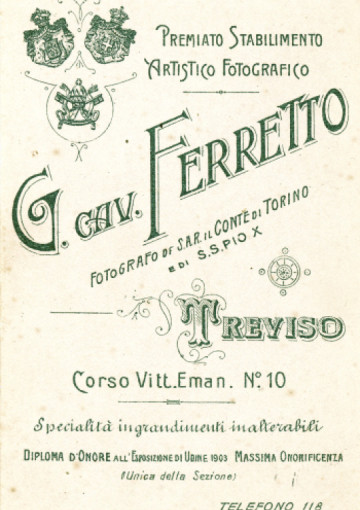 PREMIATO STABILIMENTO
ARTISTICO FOTOGRAFICO
G. CAV. FERRETTO
FOTOGRAFO DI S.A.R. IL CONTE DI TORINO
E DI S.S. PIO X
TREVISO
CORSO VITT. EMAN. No. 10
Specialità ingrandimenti inalterabili
DIPLOMA D'ONORE ALL'ESPOSIZIONE DI UDINE 1903 MASSIMA ONORIFICENZA
(Unica della Sezione)
TELEFONO 118